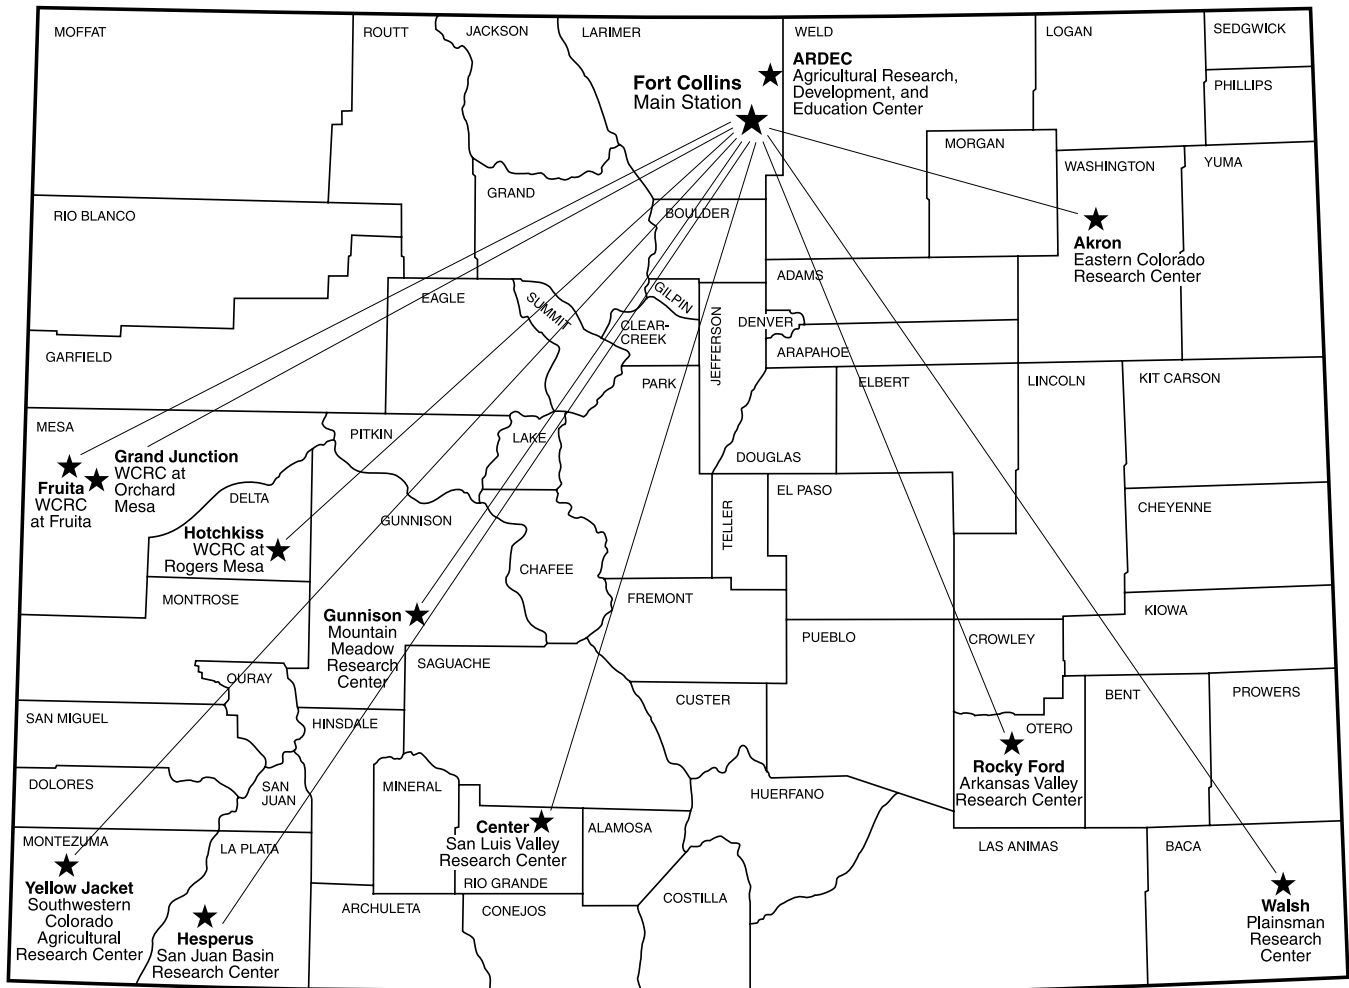 MOFFAT
ROUTT
JACKSON
LARIMER
WELD
LOGAN
SEDGWICK
PHILLIPS
ARDEC
Agricultural Research,
Development, and
Education Center
Fort Collins
Main Station
MORGAN
WASHINGTON
YUMA
GRAND
RIO BLANCO
BOULDER
Akron
Eastern Colorado
Research Center
ADAMS
EAGLE
SUMMIT
GILPIN
CLEAR-
CREEK
JEFFERSON
DENVER
ARAPAHOE
GARFIELD
PARK
ELBERT
LINCOLN
KIT CARSON
MESA
PITKIN
LAKE
DOUGLAS
Grand Junction
WCRC at
Orchard
Mesa
Fruita
WCRC
at Fruita
DELTA
GUNNISON
EL PASO
TELLER
CHEYENNE
Hotchkiss
WCRC at
Rogers Mesa
CHAFEE
MONTROSE
FREMONT
KIOWA
Gunnison
Mountain
Meadow
Research
Center
PUEBLO
CROWLEY
SAGUACHE
OURAY
CUSTER
BENT
PROWERS
SAN MIGUEL
HINSDALE
OTERO
Rocky Ford
Arkansas Valley
Research Center
DOLORES
SAN
JUAN
MINERAL
HUERFANO
Center
San Luis Valley
Research Center
ALAMOSA
MONTEZUMA
LA PLATA
LAS ANIMAS
BACA
RIO GRANDE
Yellow Jacket
Southwestern
Colorado
Agricultural
Research Center
ARCHULETA
CONEJOS
COSTILLA
Walsh
Plainsman
Research
Center
Hesperus
San Juan Basin
Research Center